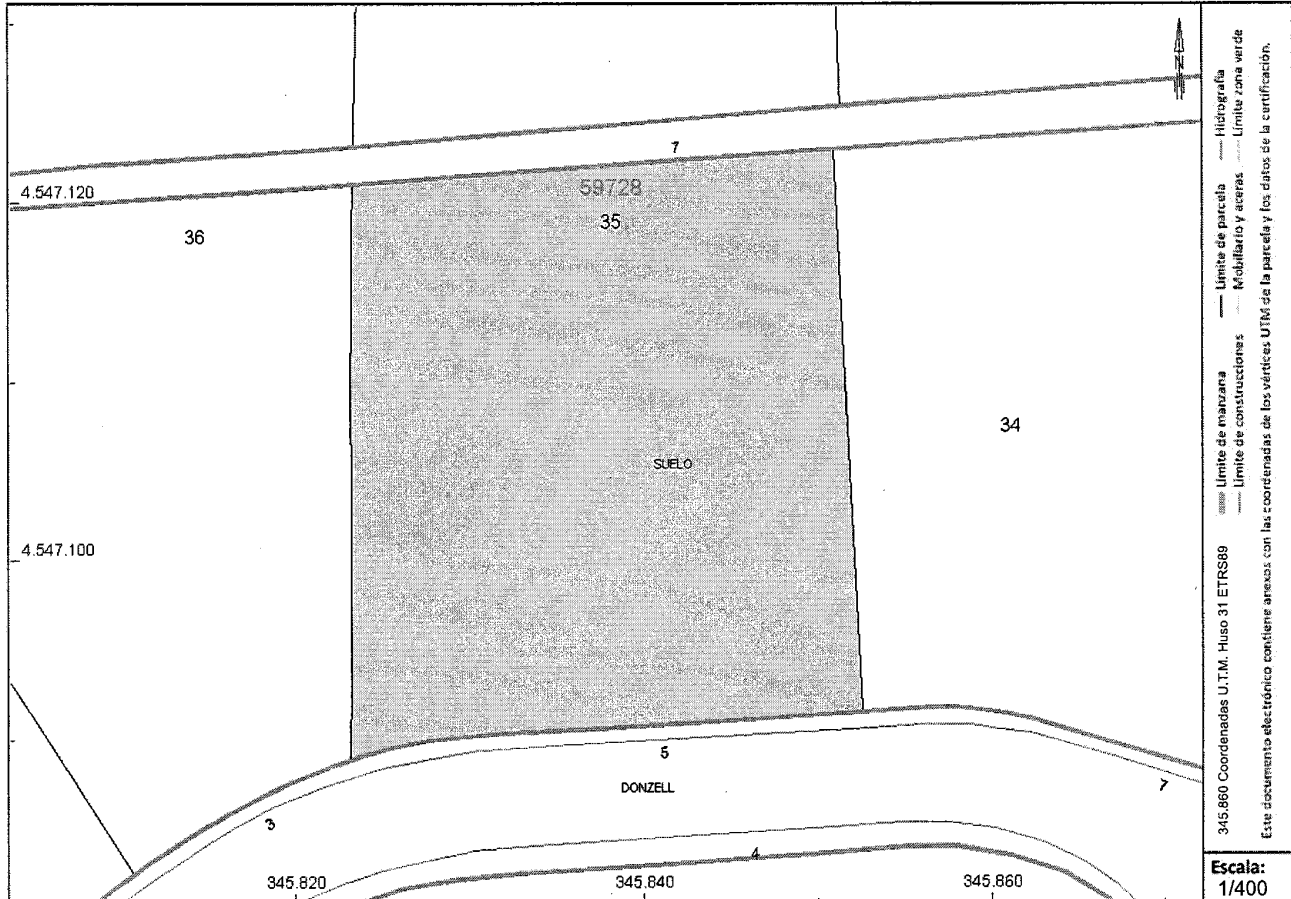 N
7
4.547.120
59728
36
35
34
SUELO
4.547.100
5
DONZELL
7
3
4
345.820
345.840
345.860
345.860 Coordenadas U.T.M. Huso 31 ETRS89
Límite de manzana
Límite de parcela
Hidrografía
Límite de construcciones
Mobiliario y aceras
Límite zona verde
Este documento electrónico contiene anexos con las coordenadas de los vértices UTM de la parcela y los datos de la certificación.
Escala:
1/400